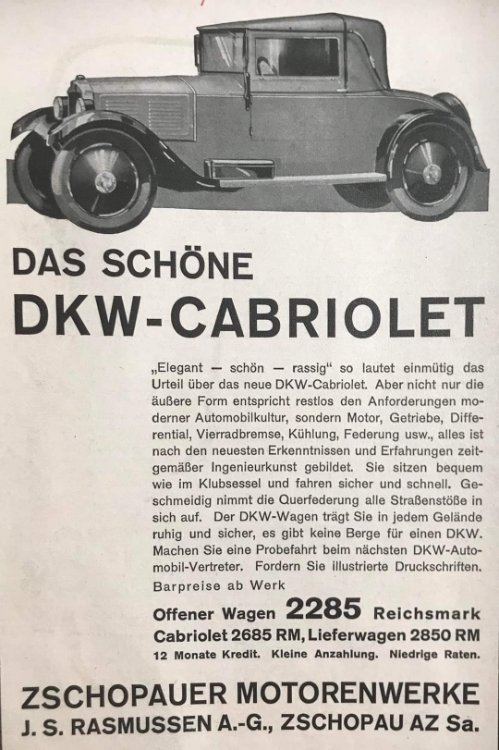 DAS SCHÖNE
DKW-CABRIOLET
„Elegant — schön — rassig“ so lautet einmütig das
Urteil über das neue DKW-Cabriolet. Aber nicht nur die
äußere Form entspricht restlos den Anforderungen mo-
derner Automobilkultur, sondern Motor, Getriebe, Diffe-
rential, Vierradbremse, Kühlung, Federung usw., alles ist
nach den neuesten Erkenntnissen und Erfahrungen zeit-
gemäßer Ingenieurkunst gebildet. Sie sitzen bequem
wie im Klubsessel und fahren sicher und schnell. Ge-
schmeidig nimmt die Querfederung alle Straßenstöße in
sich auf. Der DKW-Wagen trägt Sie in jedem Gelände
ruhig und sicher, es gibt keine Berge für einen DKW.
Machen Sie eine Probefahrt beim nächsten DKW-Auto-
mobil-Vertreter. Fordern Sie illustrierte Druckschriften.
Barpreise ab Werk
Offener Wagen 2285 Reichsmark
Cabriolet 2685 RM, Lieferwagen 2850 RM
12 Monate Kredit. Kleine Anzahlung. Niedrige Raten.
ZSCHOPAUER MOTORENWERKE
J. S. RASMUSSEN A.-G., ZSCHOPAU AZ Sa.